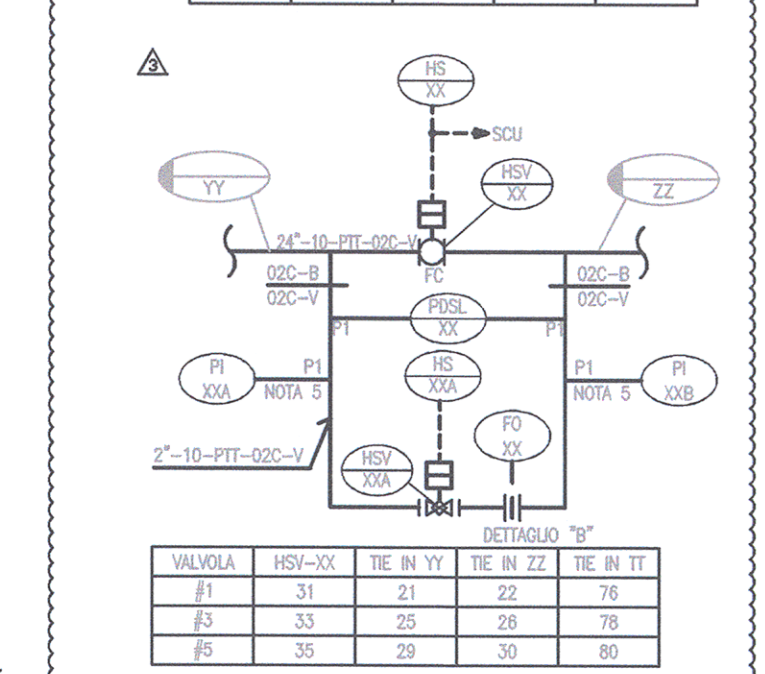 3
HS
XX
SCU
YY
HSV
XX
ZZ
24"-10-PTT-02C-V
FC
02C-B
02C-V
02C-B
02C-V
PDSL
XX
P1
P1
PI
XXA
P1
NOTA 5
HS
XXA
P1
NOTA 5
PI
XXB
FO
XX
2"-10-PTT-02C-V
HSV
XXA
DETTAGLIO "B"
VALVOLA HSV-XX TIE IN YY TIE IN ZZ TIE IN TT
#1 31 21 22 76
#3 33 25 26 78
#5 35 29 30 80